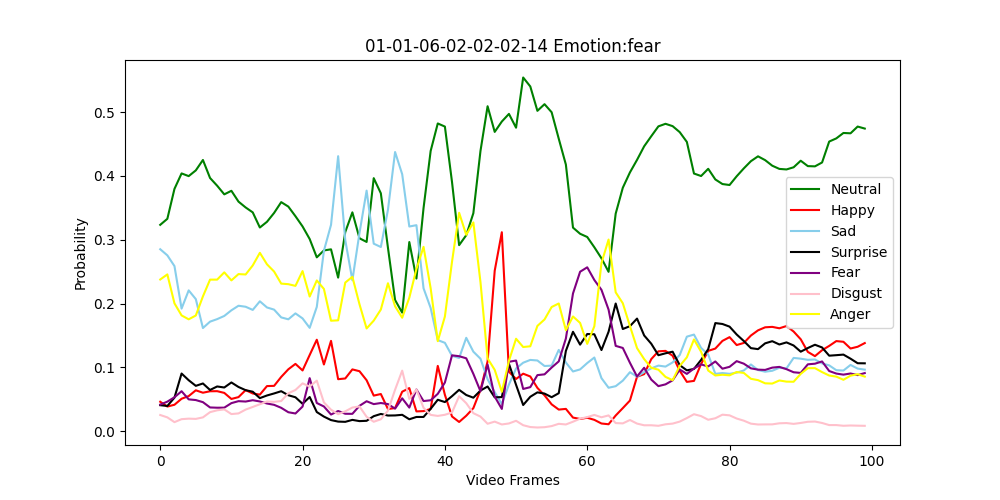 01-01-06-02-02-02-14 Emotion:fear
Probability
0.5
0.4
0.3
0.2
0.1
0.0
0
20
40
60
80
100
Video Frames
Neutral
Happy
Sad
Surprise
Fear
Disgust
Anger